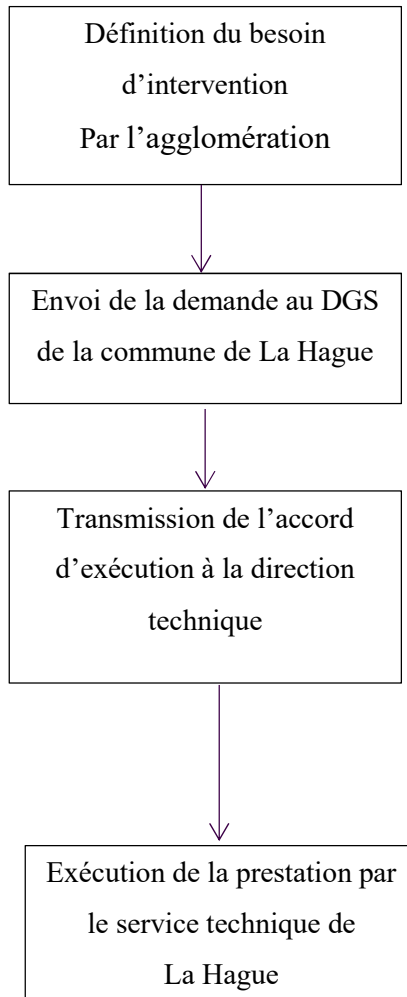 Définition du besoin
d’intervention
Par l’agglomération
Envoi de la demande au DGS
de la commune de La Hague
Transmission de l’accord
d’exécution à la direction
technique
Exécution de la prestation par
le service technique de
La Hague